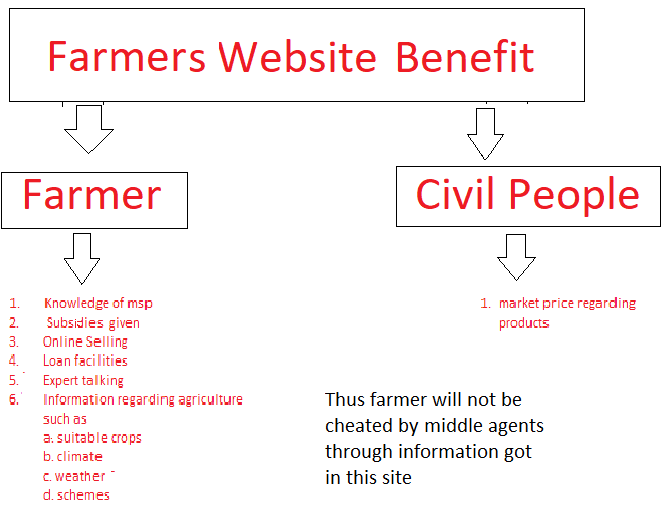 Farmers Website Benefit
Farmer
Civil People
1. Knowledge of msp
2. Subsidies given
3. Online Selling
4. Loan facilities
5. Expert talking
6. Information regarding agriculture
such as
a. suitable crops
b. climate
c. weather
d. schemes
1. market price regarding
products
Thus farmer will not be
cheated by middle agents
through information got
in this site